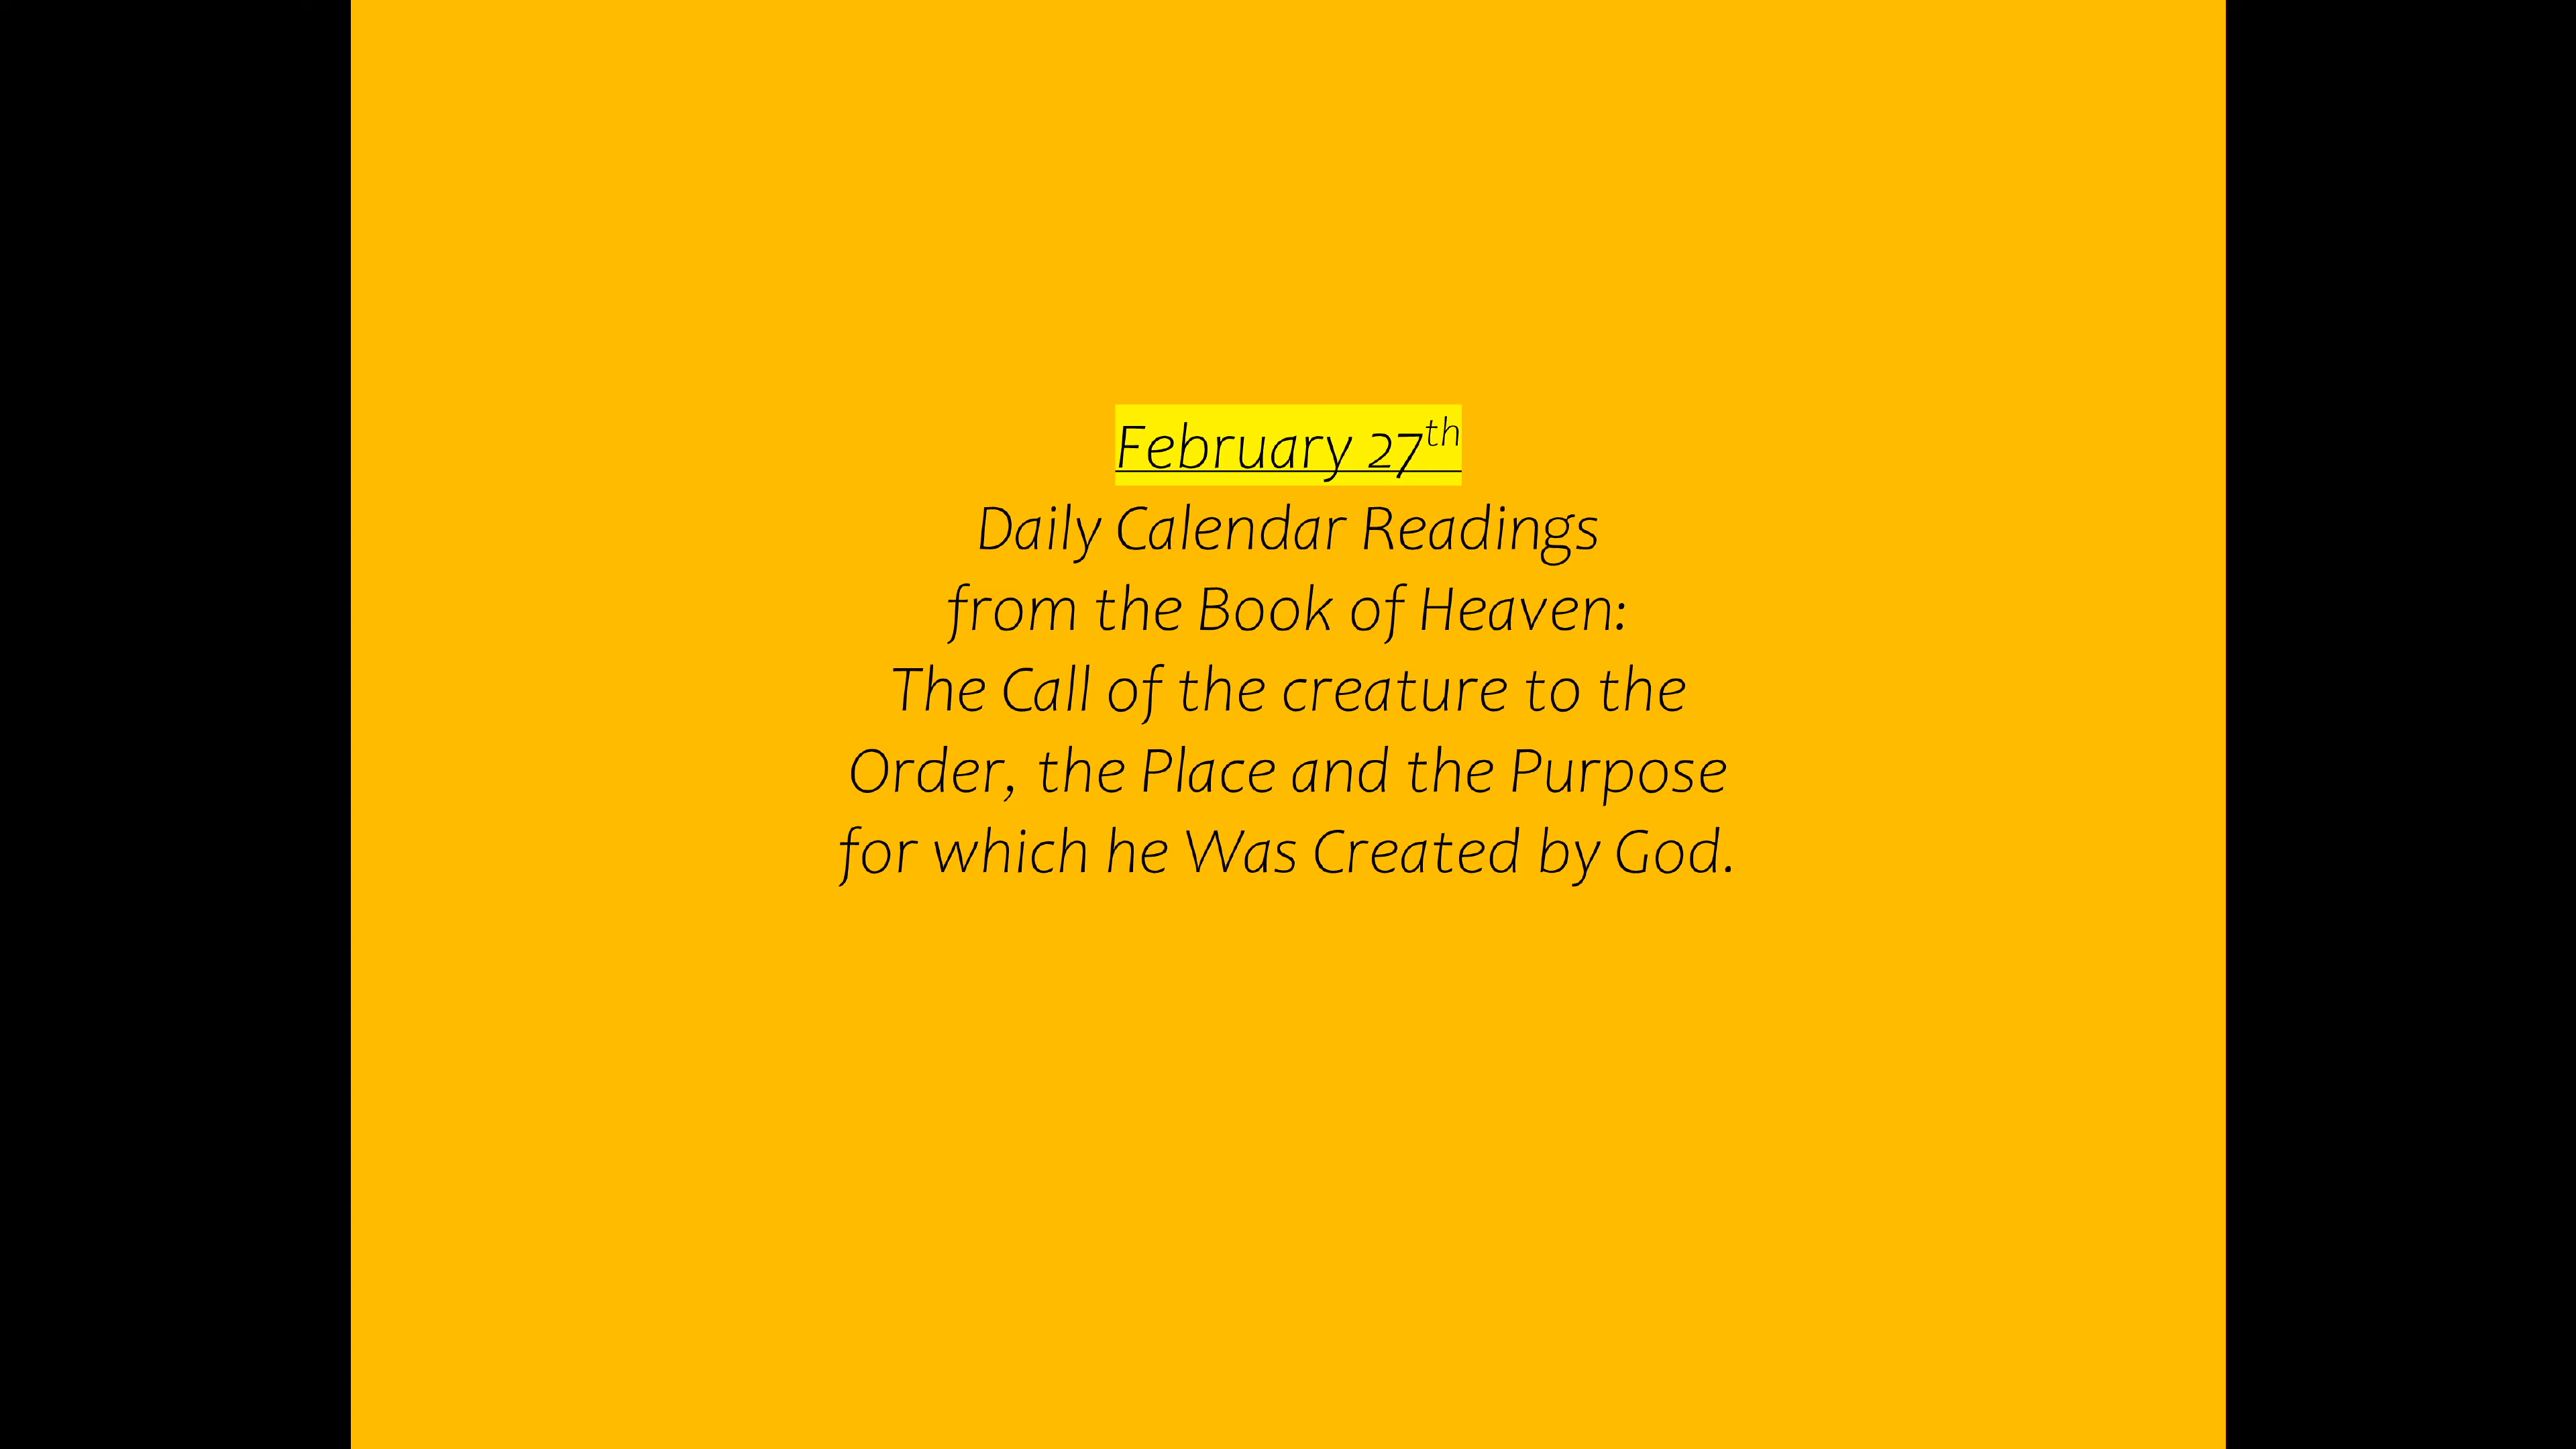 February 27th
Daily Calendar Readings
from the Book of Heaven:
The Call of the creature to the
Order, the Place and the Purpose
for which he Was Created by God.